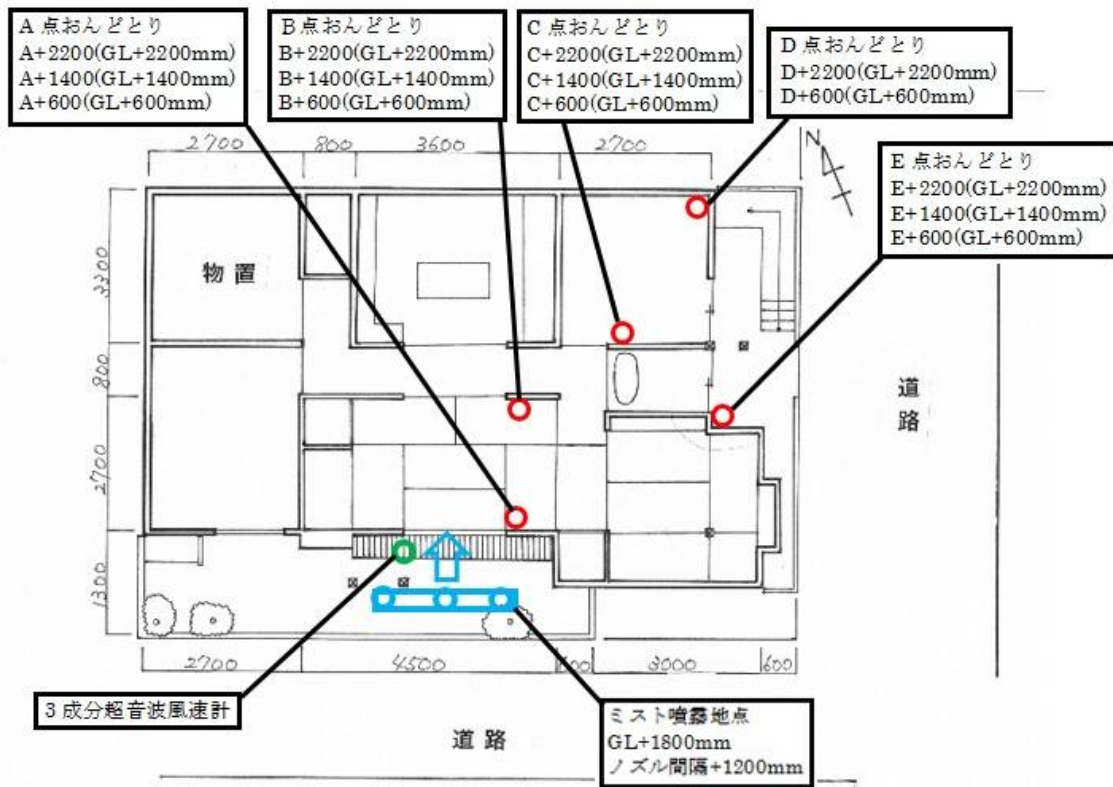 A 点おんどとり
A+2200(GL+2200mm)
A+1400(GL+1400mm)
A+600(GL+600mm)
B点おんどとり
B+2200(GL+2200mm)
B+1400(GL+1400mm)
B+600(GL+600mm)
C 点おんどとり
C+2200(GL+2200mm)
C+1400(GL+1400mm)
C+600(GL+600mm)
D 点おんどとり
D+2200(GL+2200mm)
D+600(GL+600mm)
E 点おんどとり
E+2200(GL+2200mm)
E+1400(GL+1400mm)
E+600(GL+600mm)
2700 800 3600 2700
N
3300
物置
800
道路
2700
1300
2700 4500 3000 600
3成分超音波風速計
ミスト噴霧地点
GL+1800mm
ノズル間隔+1200mm
道路